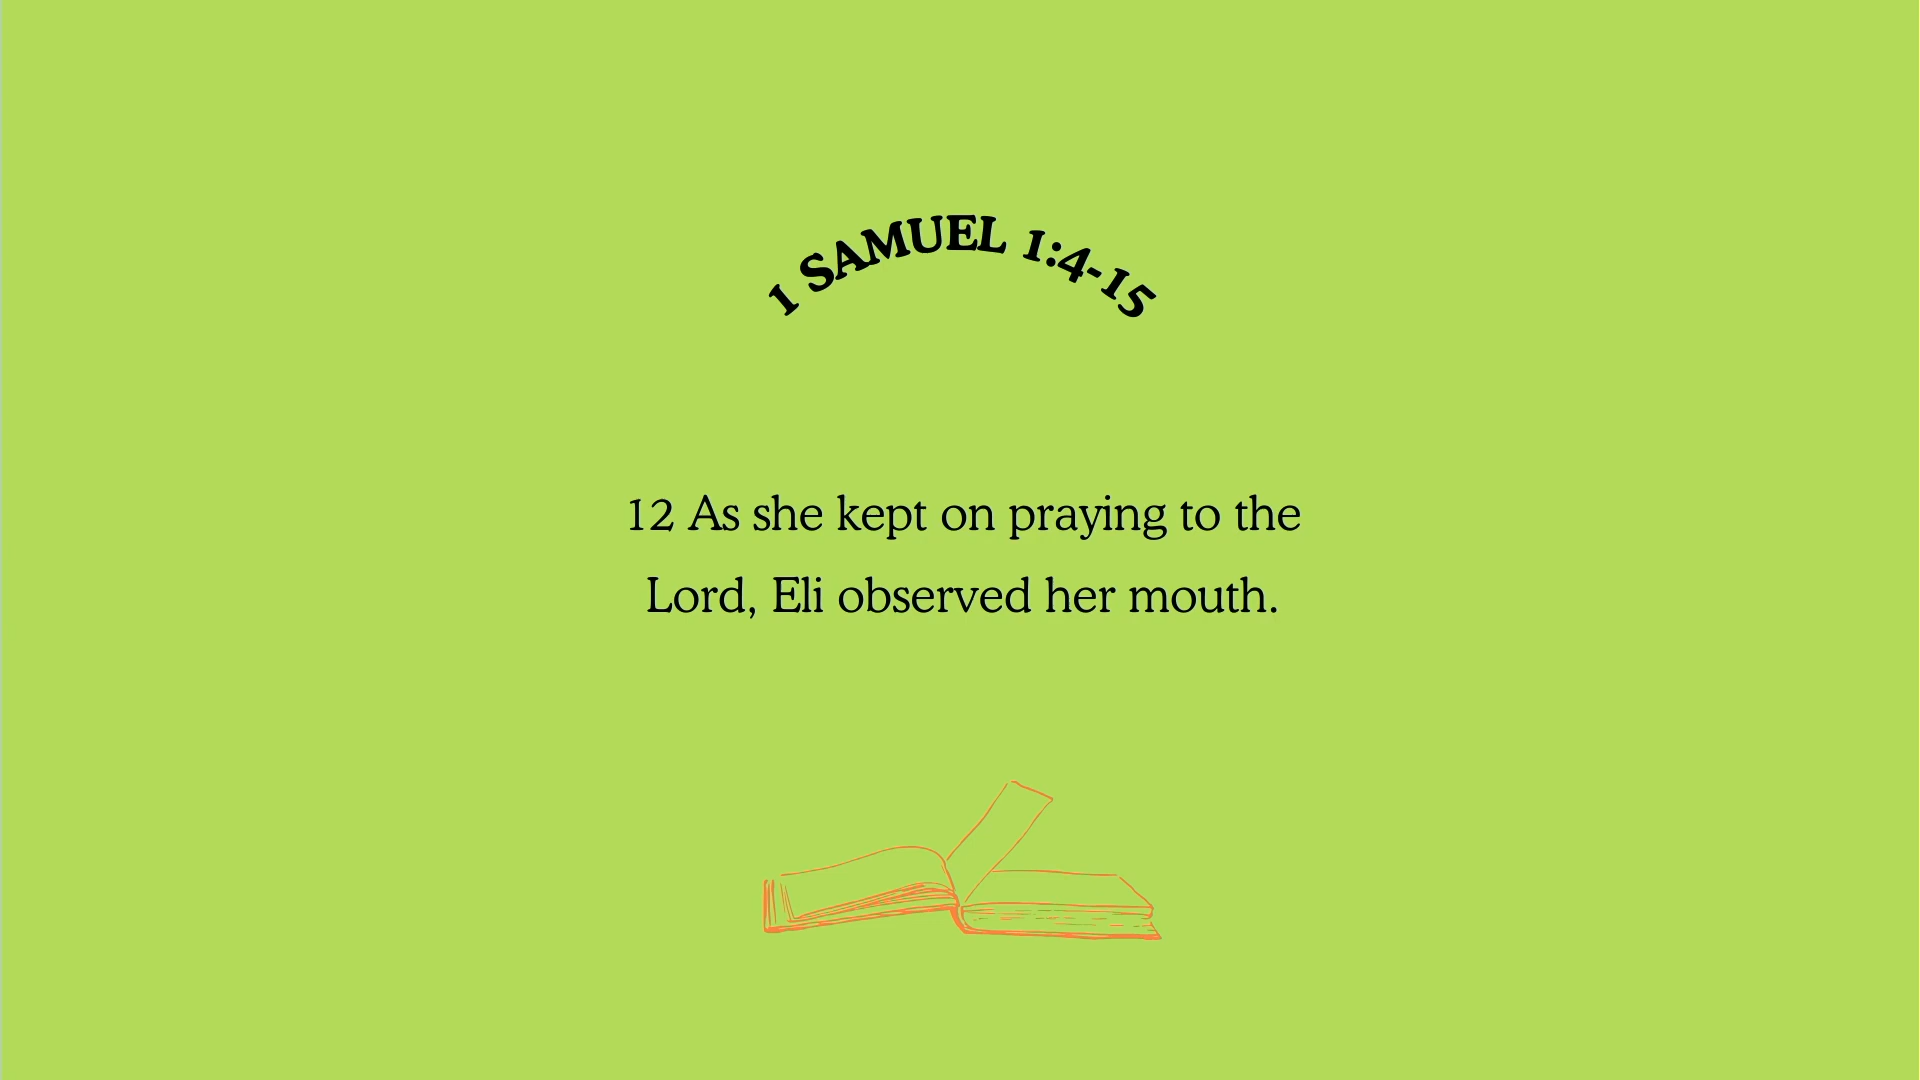 1 SAMUEL 1:4-15
12 As she kept on praying to the
Lord, Eli observed her mouth.